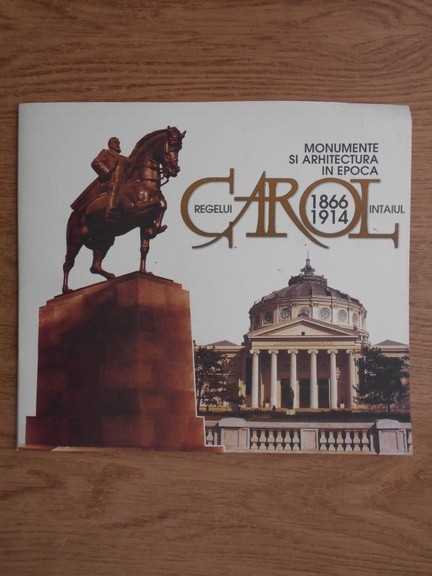 MONUMENTE
SI ARHITECTURA
IN EPOCA
REGELUI CAROL INTAIUL
1866
1914